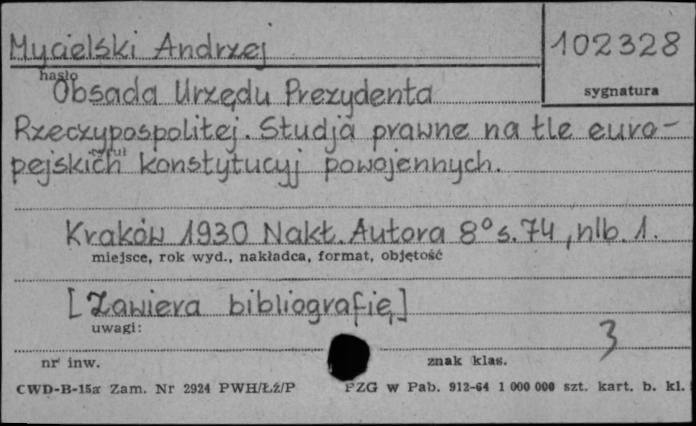 Mycielski Andrzej
102328
hasło
sygnatura
Obsada Urzędu Prezydenta
Rzeczypospolitej. Studja prawne na tle euro-
pejskich konstytucyj powojennych.
tytuł
Kraków 1930 Nakł. Autora 8° s. 74, nlb. 1.
miejsce, rok wyd., nakładca, format, objętość
[Zawiera bibliografię]
uwagi:
3
nr inw.
znak klas.
CWD-B-15a Zam. Nr 2924 PWH/Łź/P
PZG w Pab. 912-64 1 000 000 szt. kart. b. kl.